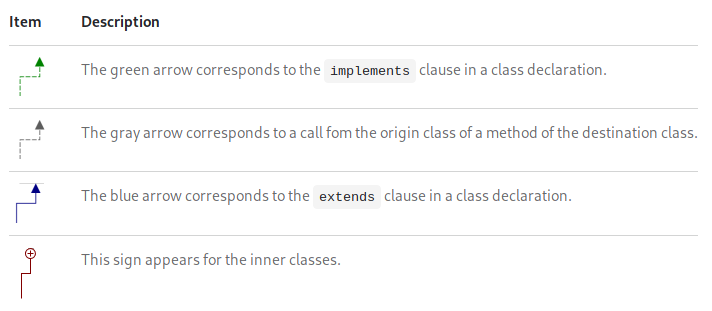 Item Description
The green arrow corresponds to the implements clause in a class declaration.
The gray arrow corresponds to a call fom the origin class of a method of the destination class.
The blue arrow corresponds to the extends clause in a class declaration.
This sign appears for the inner classes.